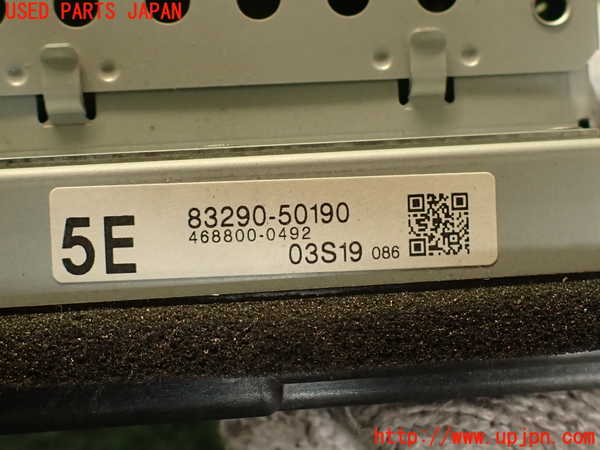 USED PARTS JAPAN
5E
83290-50190
468800-0492
03S19 086
http://www.upjpn.com/